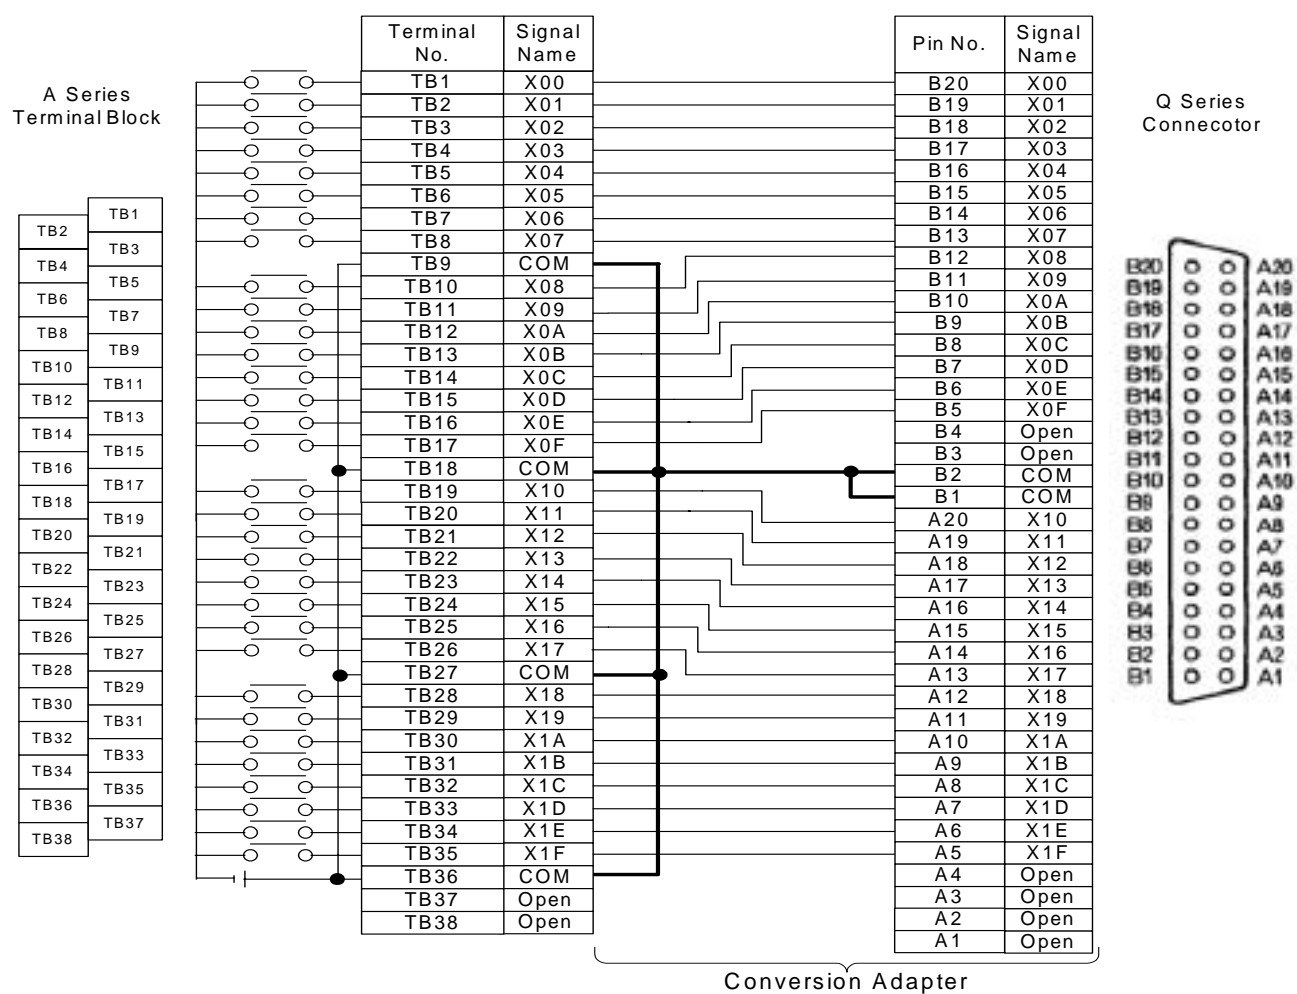 A Series
Terminal Block
TB1
TB2
TB3
TB4
TB5
TB6
TB7
TB8
TB9
TB10
TB11
TB12
TB13
TB14
TB15
TB16
TB17
TB18
TB19
TB20
TB21
TB22
TB23
TB24
TB25
TB26
TB27
TB28
TB29
TB30
TB31
TB32
TB33
TB34
TB35
TB36
TB37
TB38
Terminal No. Signal Name
TB1 X00
TB2 X01
TB3 X02
TB4 X03
TB5 X04
TB6 X05
TB7 X06
TB8 X07
TB9 COM
TB10 X08
TB11 X09
TB12 X0A
TB13 X0B
TB14 X0C
TB15 X0D
TB16 X0E
TB17 X0F
TB18 COM
TB19 X10
TB20 X11
TB21 X12
TB22 X13
TB23 X14
TB24 X15
TB25 X16
TB26 X17
TB27 COM
TB28 X18
TB29 X19
TB30 X1A
TB31 X1B
TB32 X1C
TB33 X1D
TB34 X1E
TB35 X1F
TB36 COM
TB37 Open
TB38 Open
Pin No. Signal Name
B20 X00
B19 X01
B18 X02
B17 X03
B16 X04
B15 X05
B14 X06
B13 X07
B12 X08
B11 X09
B10 X0A
B9 X0B
B8 X0C
B7 X0D
B6 X0E
B5 X0F
B4 Open
B3 Open
B2 COM
B1 COM
A20 X10
A19 X11
A18 X12
A17 X13
A16 X14
A15 X15
A14 X16
A13 X17
A12 X18
A11 X19
A10 X1A
A9 X1B
A8 X1C
A7 X1D
A6 X1E
A5 X1F
A4 Open
A3 Open
A2 Open
A1 Open
Conversion Adapter
Q Series
Connecotor
B20 A20
B19 A19
B18 A18
B17 A17
B16 A16
B15 A15
B14 A14
B13 A13
B12 A12
B11 A11
B10 A10
B9 A9
B8 A8
B7 A7
B6 A6
B5 A5
B4 A4
B3 A3
B2 A2
B1 A1